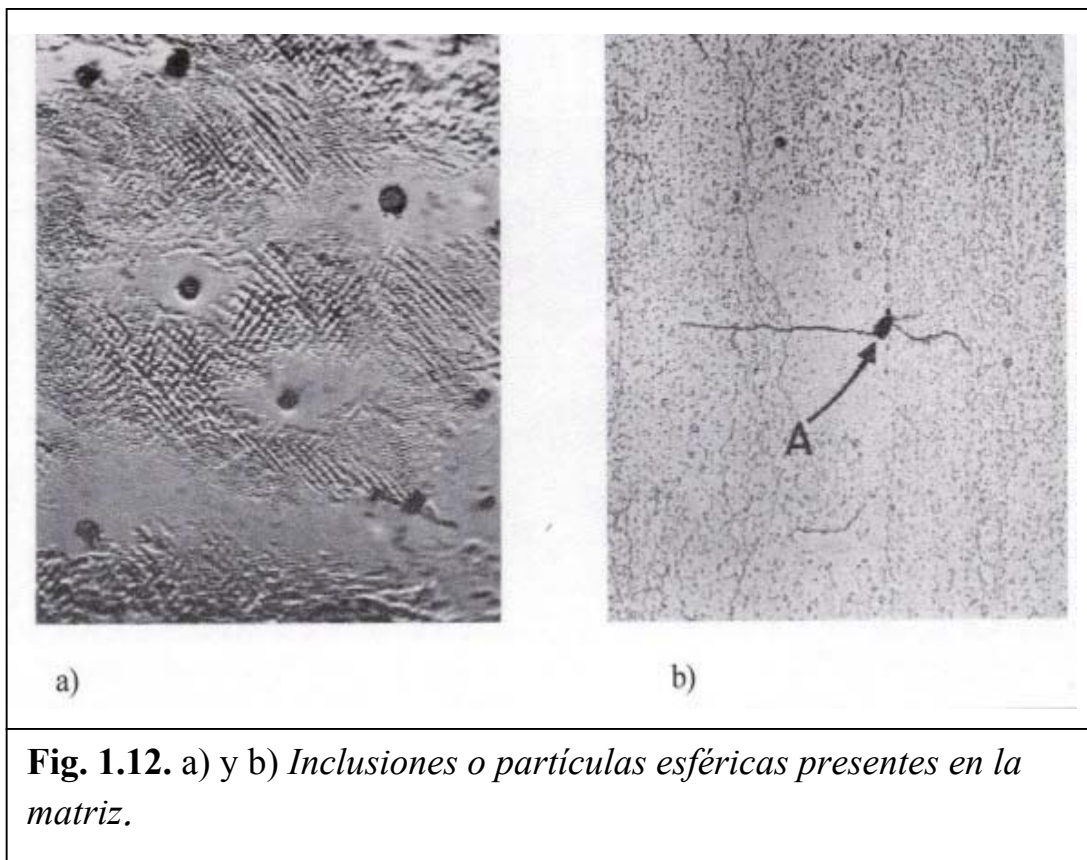 A
a)
b)
Fig. 1.12. a) y b) Inclusiones o partículas esféricas presentes en la
matriz.